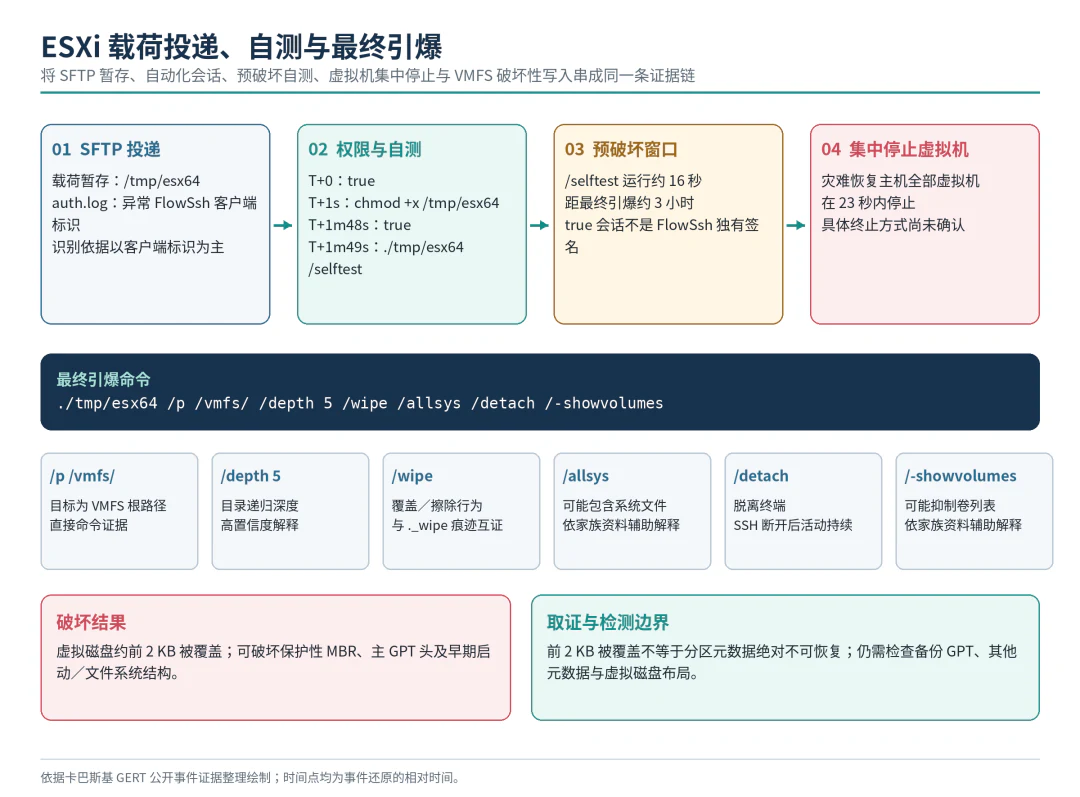 ESXi 载荷投递、自测与最终引爆
将 SFTP 暂存、自动化会话、预破坏自测、虚拟机集中停止与 VMFS 破坏性写入串成同一条证据链
01 SFTP 投递
载荷暂存：/tmp/esx64
auth.log：异常 FlowSsh 客户端
标识
识别依据以客户端标识为主
02 权限与自测
T+0：true
T+1s：chmod +x /tmp/esx64
T+1m48s：true
T+1m49s：./tmp/esx64
/selftest
03 预破坏窗口
/selftest 运行约 16 秒
距最终引爆约 3 小时
true 会话不是 FlowSsh 独有签
名
04 集中停止虚拟机
灾难恢复主机全部虚拟机
在 23 秒内停止
具体终止方式尚未确认
最终引爆命令
./tmp/esx64 /p /vmfs/ /depth 5 /wipe /allsys /detach /-showvolumes
/p /vmfs/
目标为 VMFS 根路径
直接命令证据
/depth 5
目录递归深度
高置信度解释
/wipe
覆盖／擦除行为
与 ._wipe 痕迹互证
/allsys
可能包含系统文件
依家族资料辅助解释
/detach
脱离终端
SSH 断开后活动持续
/-showvolumes
可能抑制卷列表
依家族资料辅助解释
破坏结果
虚拟磁盘约前 2 KB 被覆盖；可破坏保护性 MBR、主 GPT 头及早期启
动／文件系统结构。
取证与检测边界
前 2 KB 被覆盖不等于分区元数据绝对不可恢复；仍需检查备份 GPT、其他
元数据与虚拟磁盘布局。
依据卡巴斯基 GERT 公开事件证据整理绘制；时间点均为事件还原的相对时间。